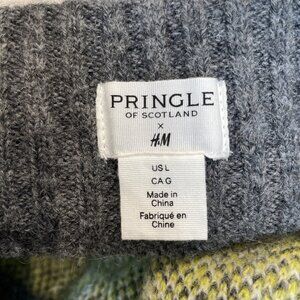 PRINGLE
OF SCOTLAND
×
H&M
US L
CA G
Made in
China
Fabriqué en
Chine